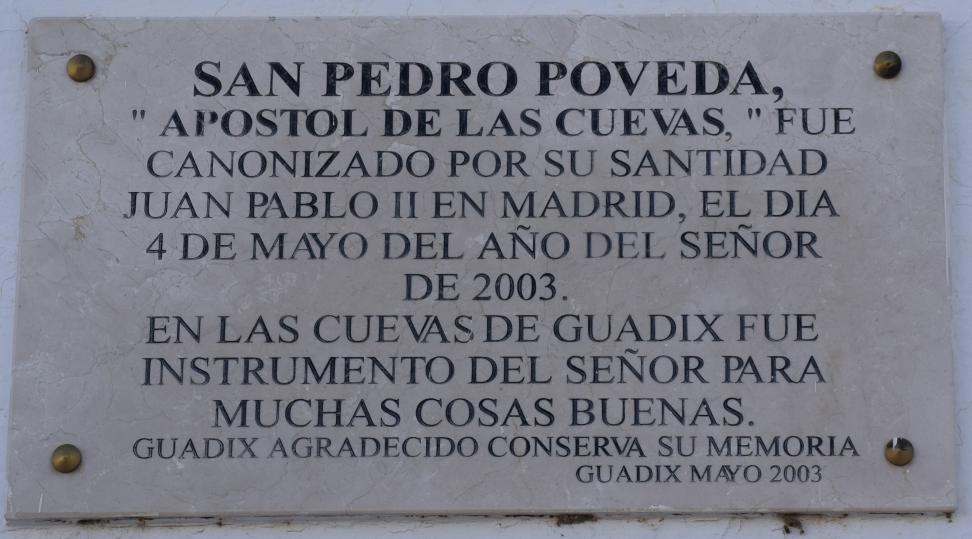 SAN PEDRO POVEDA,
" APOSTOL DE LAS CUEVAS, " FUE
CANONIZADO POR SU SANTIDAD
JUAN PABLO II EN MADRID, EL DIA
4 DE MAYO DEL AÑO DEL SEÑOR
DE 2003.
EN LAS CUEVAS DE GUADIX FUE
INSTRUMENTO DEL SEÑOR PARA
MUCHAS COSAS BUENAS.
GUADIX AGRADECIDO CONSERVA SU MEMORIA
GUADIX MAYO 2003